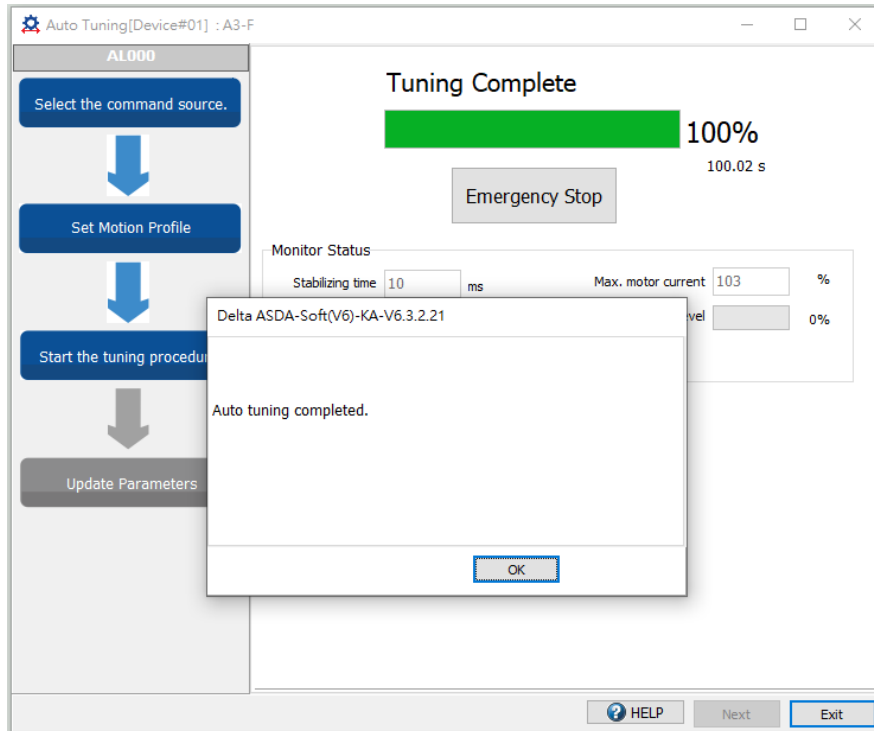 Auto Tuning[Device#01] : A3-F
AL000
Select the command source.
Set Motion Profile
Start the tuning procedur
Update Parameters
Tuning Complete
100%
100.02 s
Emergency Stop
Monitor Status
Stabilizing time 10 ms
Max. motor current 103 %
evel 0%
Delta ASDA-Soft(V6)-KA-V6.3.2.21
Auto tuning completed.
OK
HELP
Next
Exit